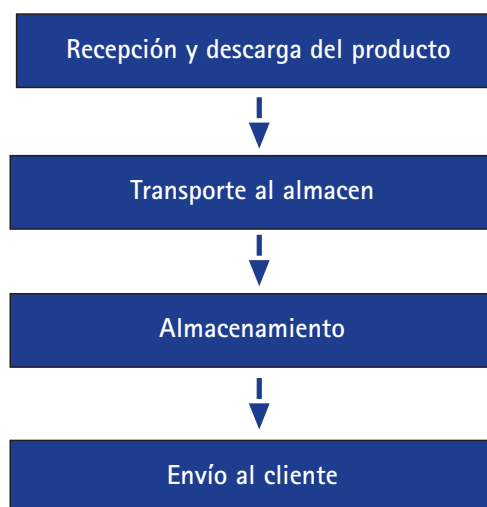 Recepción y descarga del producto
Transporte al almacen
Almacenamiento
Envío al cliente